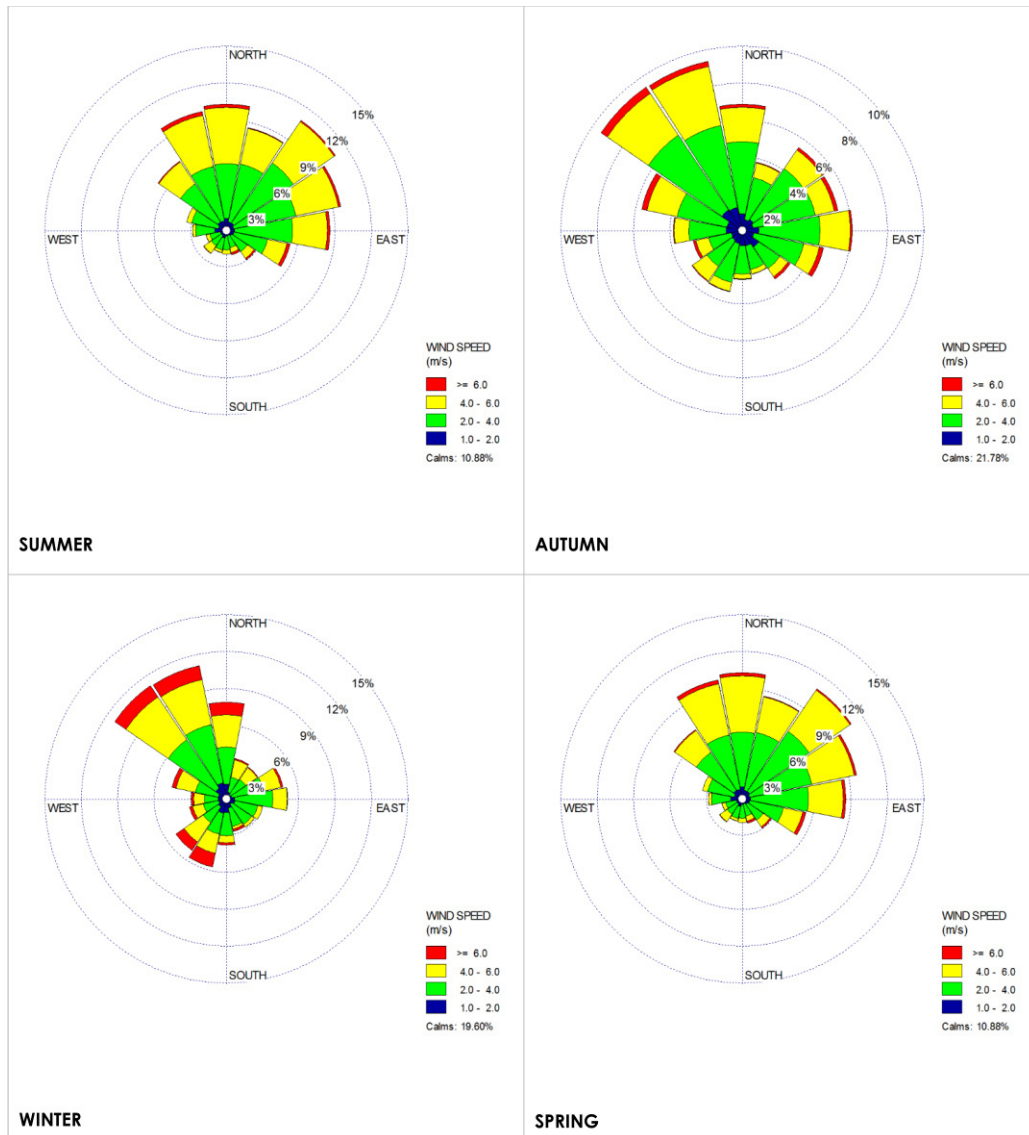 NORTH
15%
12%
9%
6%
3%
WEST
EAST
SOUTH
WIND SPEED
(m/s)
>= 6.0
4.0 - 6.0
2.0 - 4.0
1.0 - 2.0
Calms: 10.88%
SUMMER
NORTH
10%
8%
6%
4%
2%
WEST
EAST
SOUTH
WIND SPEED
(m/s)
>= 6.0
4.0 - 6.0
2.0 - 4.0
1.0 - 2.0
Calms: 21.78%
AUTUMN
NORTH
15%
12%
9%
6%
3%
WEST
EAST
SOUTH
WIND SPEED
(m/s)
>= 6.0
4.0 - 6.0
2.0 - 4.0
1.0 - 2.0
Calms: 19.60%
WINTER
NORTH
15%
12%
9%
6%
3%
WEST
EAST
SOUTH
WIND SPEED
(m/s)
>= 6.0
4.0 - 6.0
2.0 - 4.0
1.0 - 2.0
Calms: 10.88%
SPRING